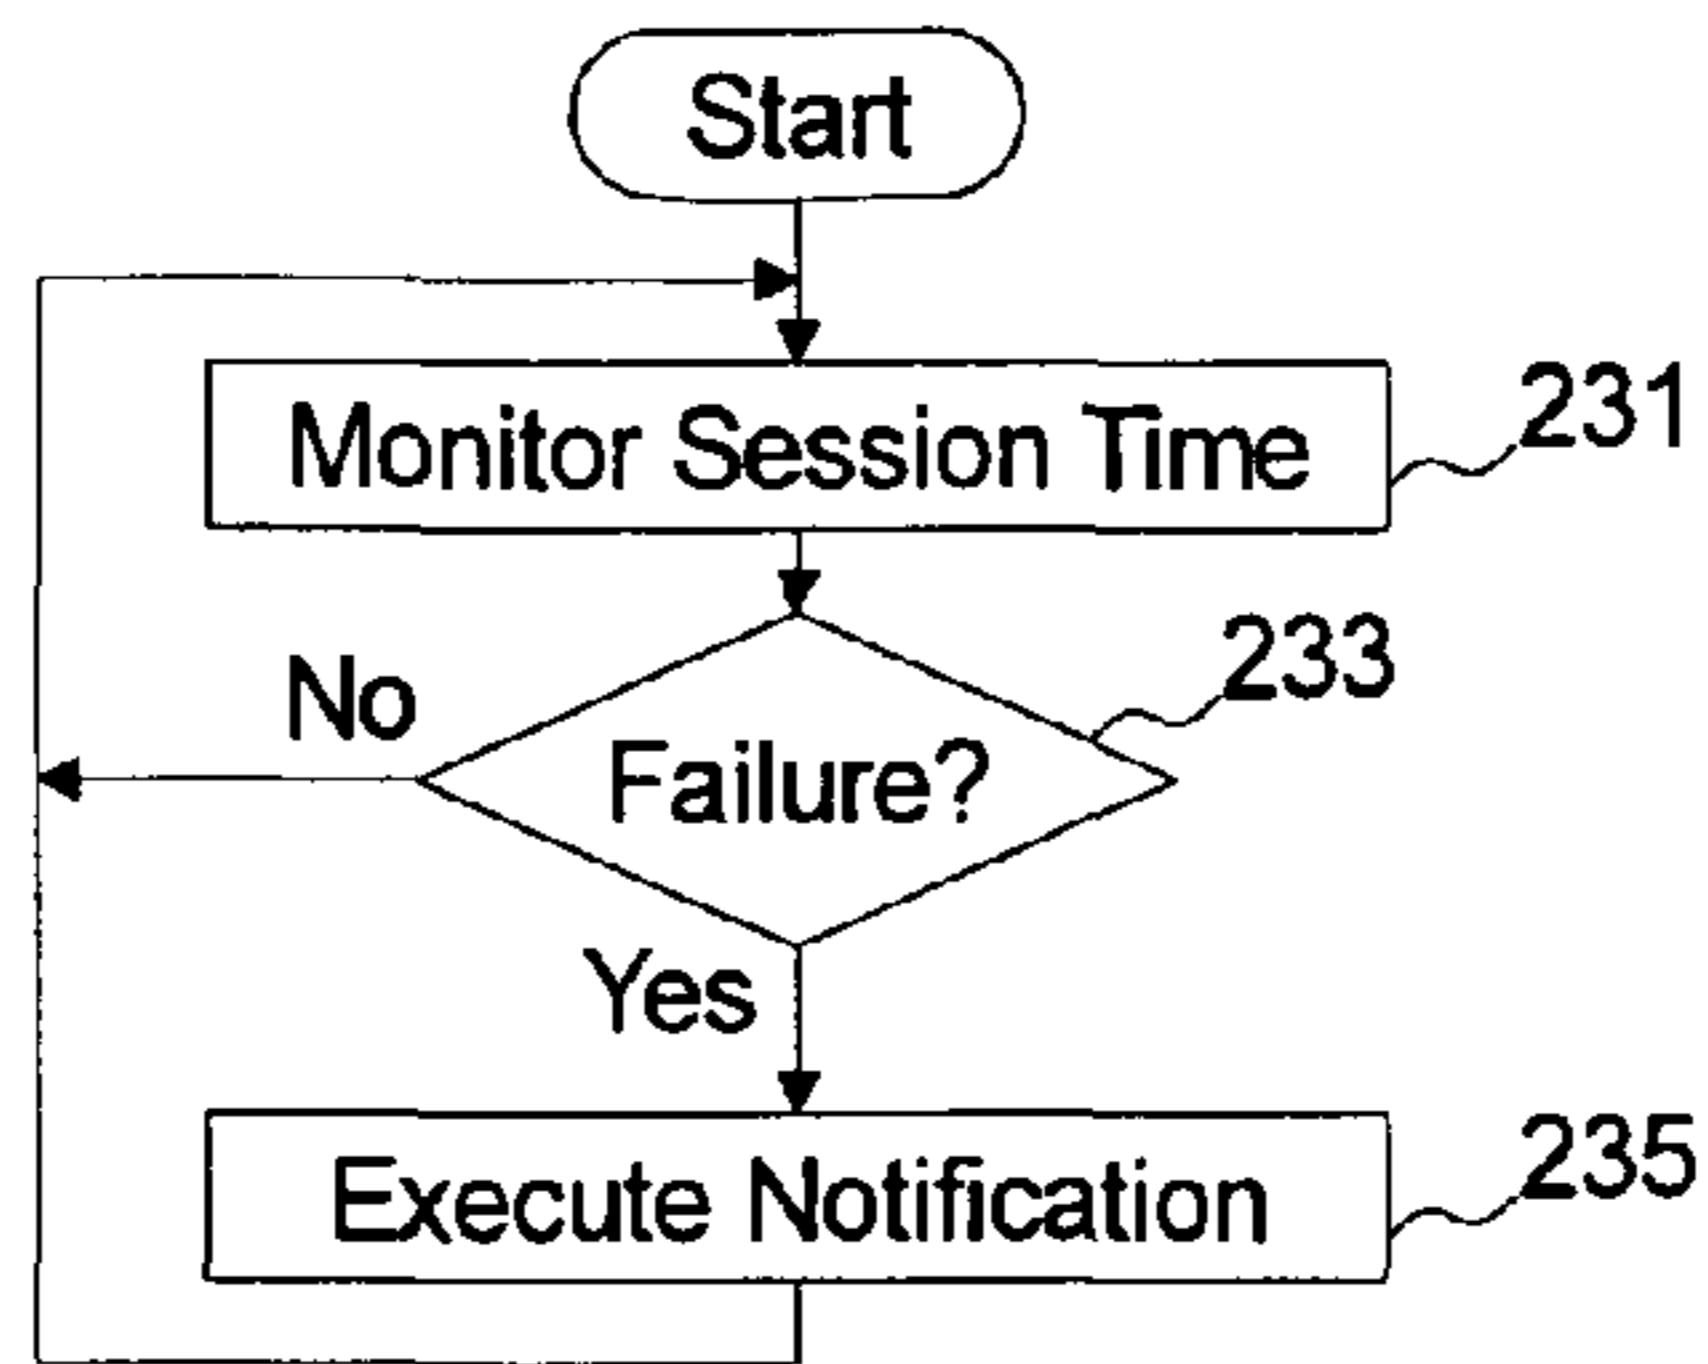 Start
Monitor Session Time
231
233
No
Failure?
Yes
Execute Notification
235